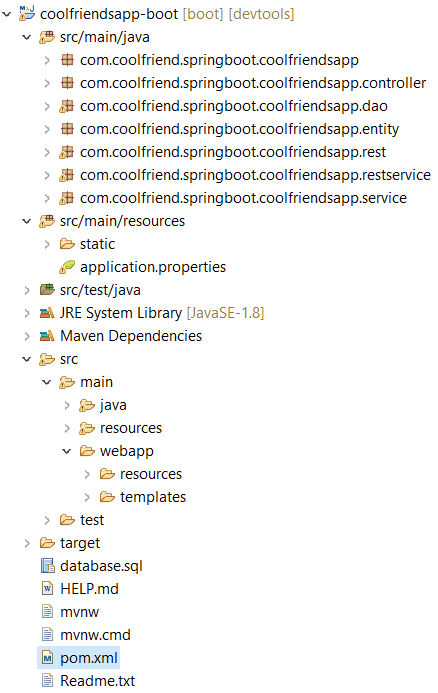 coolfriendsapp-boot [boot] [devtools]
src/main/java
com.coolfriend.springboot.coolfriendsapp
com.coolfriend.springboot.coolfriendsapp.controller
com.coolfriend.springboot.coolfriendsapp.dao
com.coolfriend.springboot.coolfriendsapp.entity
com.coolfriend.springboot.coolfriendsapp.rest
com.coolfriend.springboot.coolfriendsapp.restservice
com.coolfriend.springboot.coolfriendsapp.service
src/main/resources
static
application.properties
src/test/java
JRE System Library [JavaSE-1.8]
Maven Dependencies
src
main
java
resources
webapp
resources
templates
test
target
database.sql
HELP.md
mvnw
mvnw.cmd
pom.xml
Readme.txt